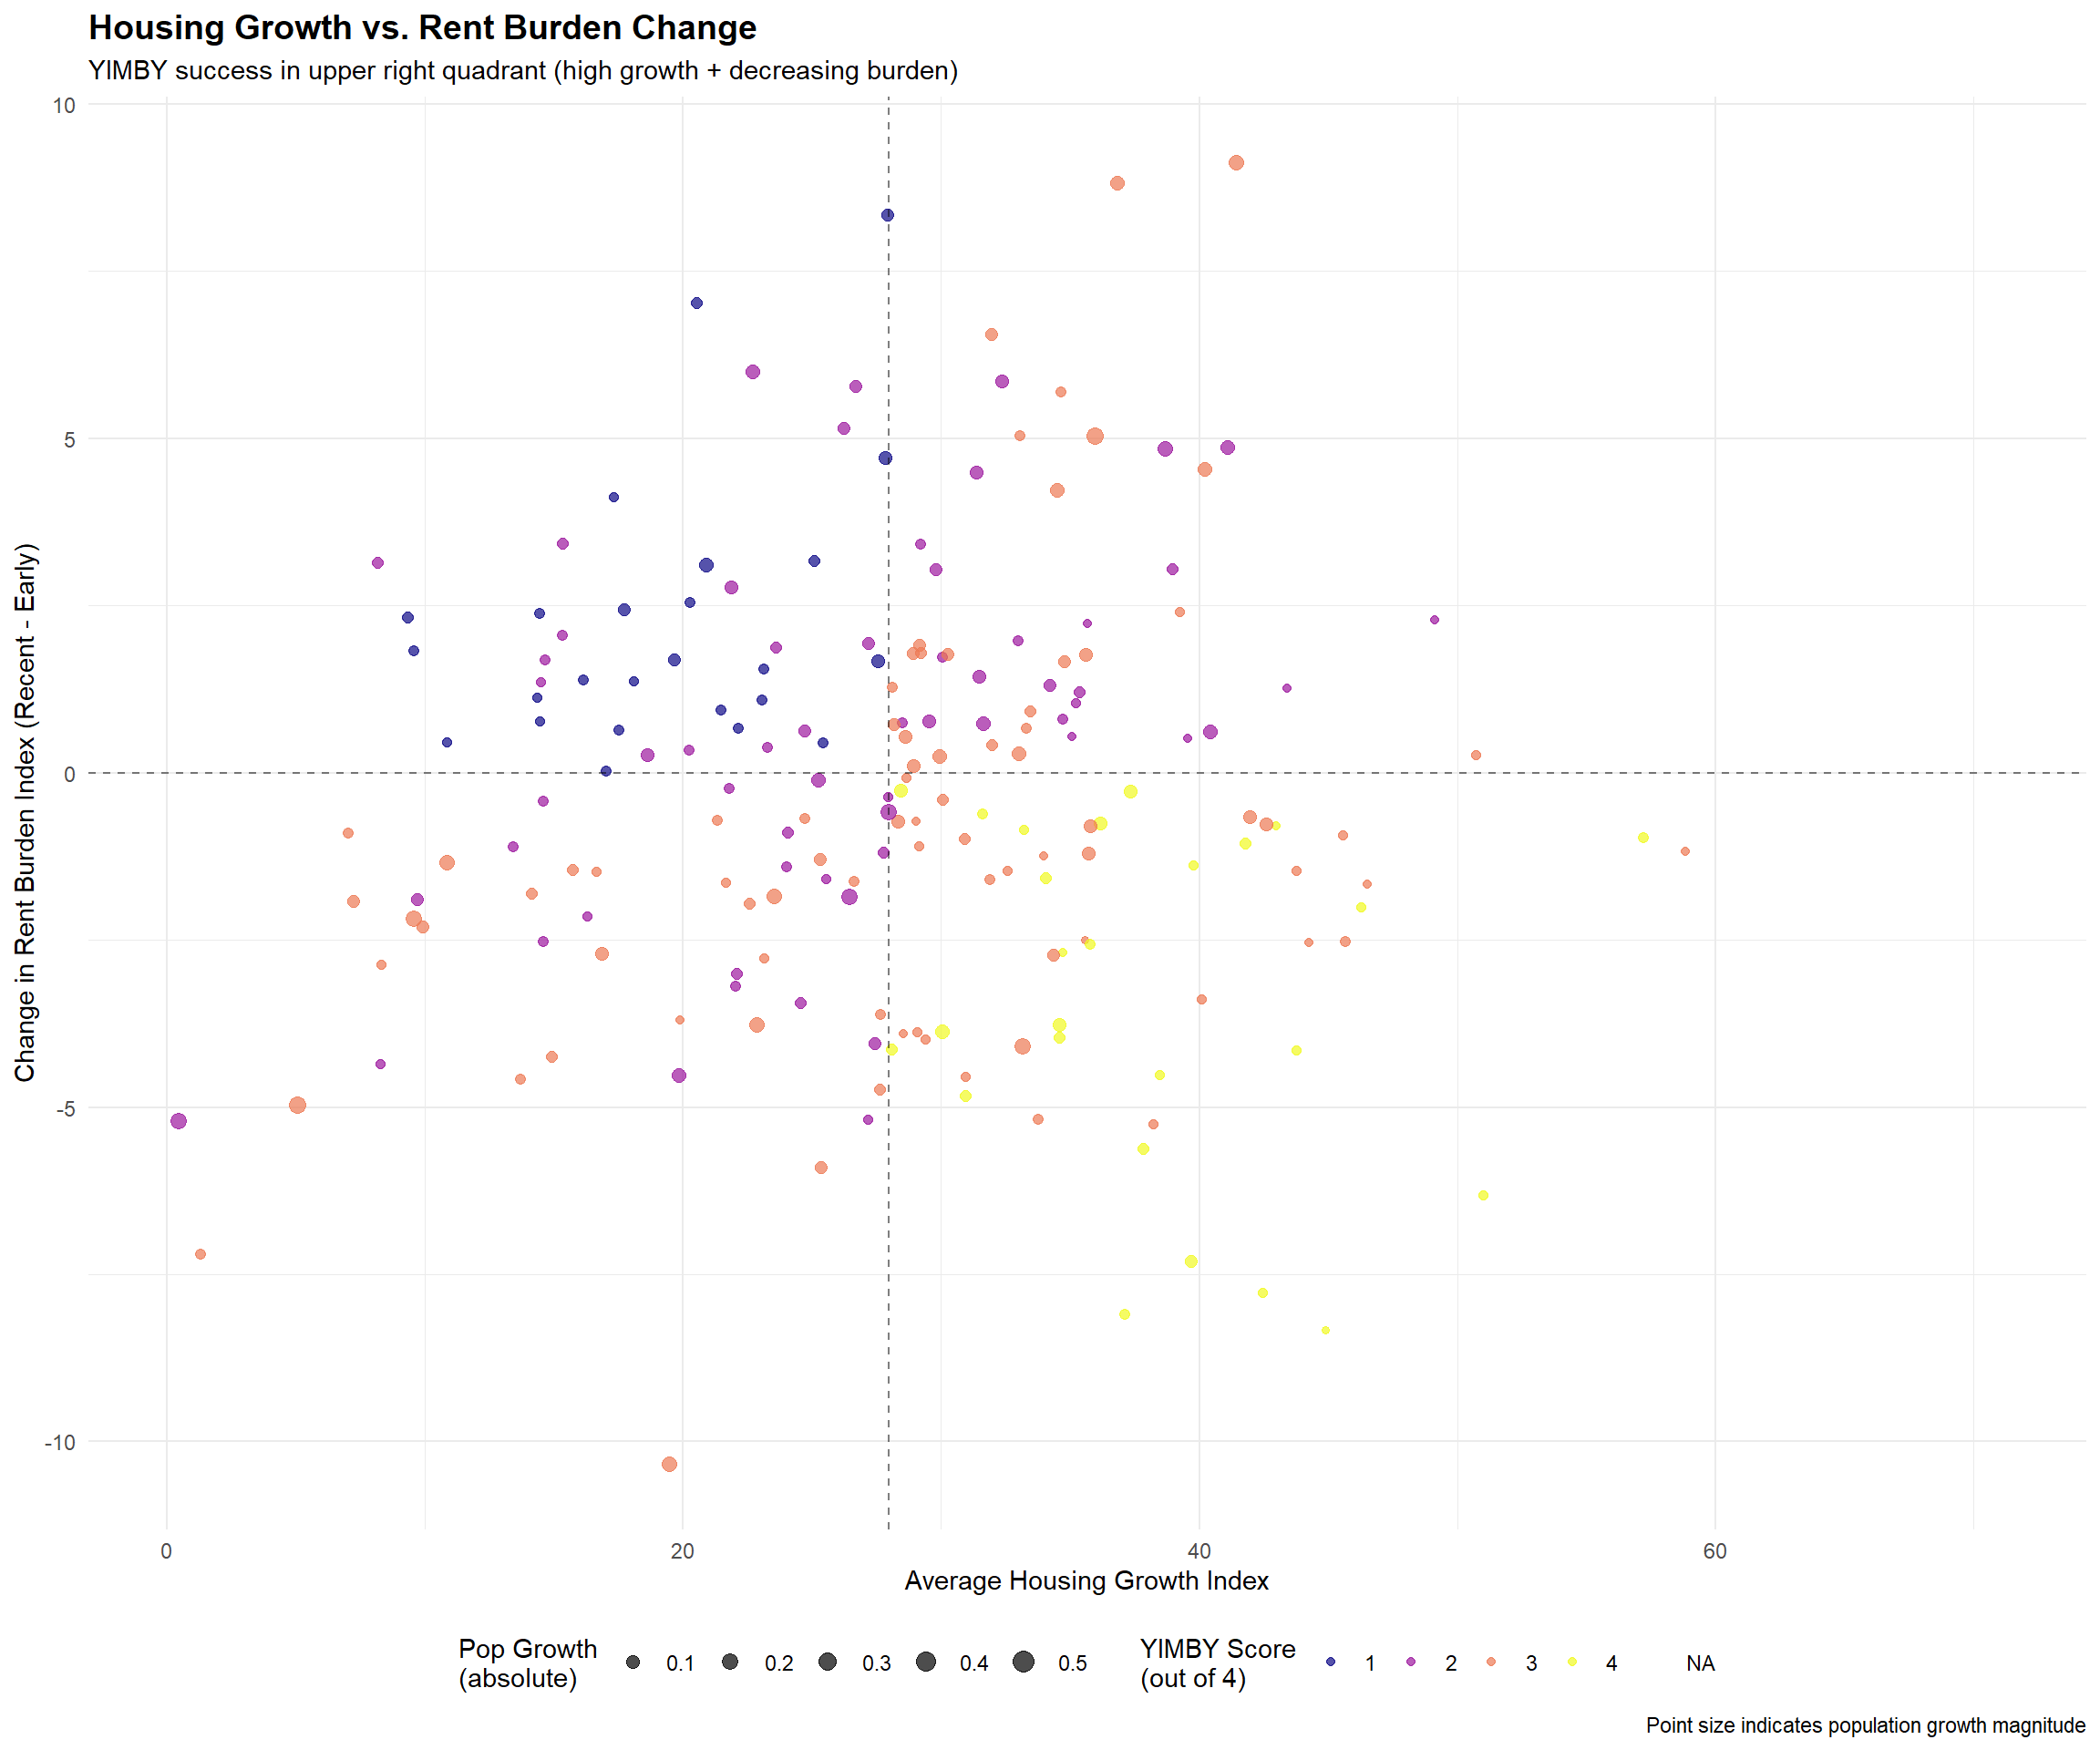 Housing Growth vs. Rent Burden Change
YIMBY success in upper right quadrant (high growth + decreasing burden)
Change in Rent Burden Index (Recent - Early)
10
5
0
-5
-10
0 20 40 60
Average Housing Growth Index
Pop Growth
(absolute)
0.1 0.2 0.3 0.4 0.5
YIMBY Score
(out of 4)
1 2 3 4 NA
Point size indicates population growth magnitude